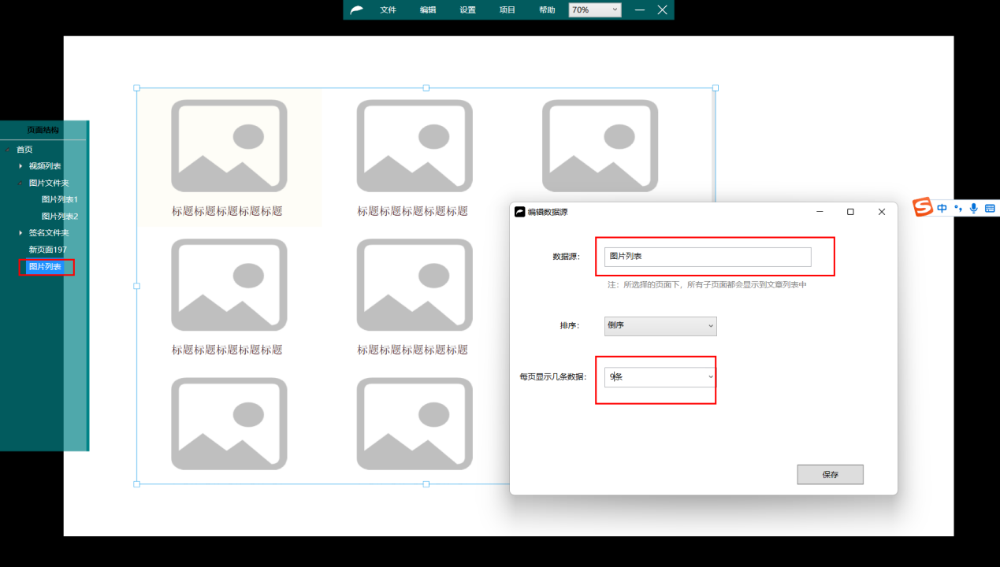 文件 编辑 设置 项目 帮助 70%
页面结构
首页
视频列表
图片文件夹
图片列表1
图片列表2
签名文件夹
新页面197
图片列表
标题标题标题标题标题 标题标题标题标题标题
标题标题标题标题标题 标题标题标题标题标题
编辑数据源
数据源： 图片列表
注：所选择的页面下，所有子页面都会显示到文章列表中
排序： 倒序
每页显示几条数据： 9条
保存
中